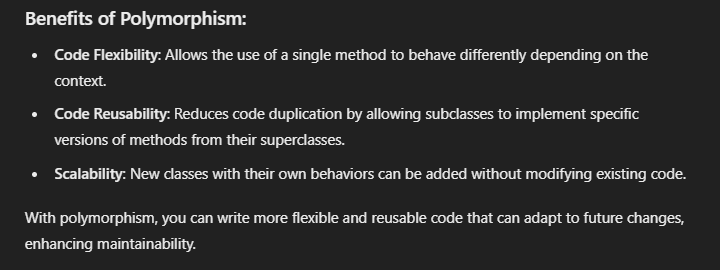 Benefits of Polymorphism:
• Code Flexibility: Allows the use of a single method to behave differently depending on the
context.
• Code Reusability: Reduces code duplication by allowing subclasses to implement specific
versions of methods from their superclasses.
• Scalability: New classes with their own behaviors can be added without modifying existing code.
With polymorphism, you can write more flexible and reusable code that can adapt to future changes,
enhancing maintainability.